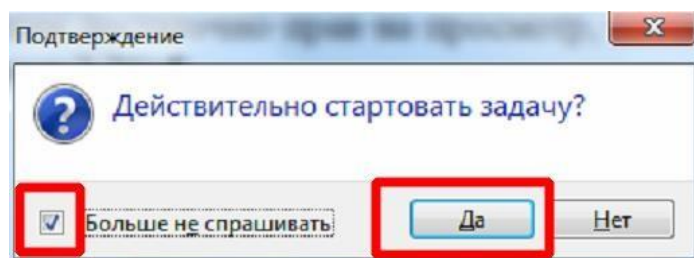 Подтверждение
Действительно стартовать задачу?
Больше не спрашивать
Да
Нет